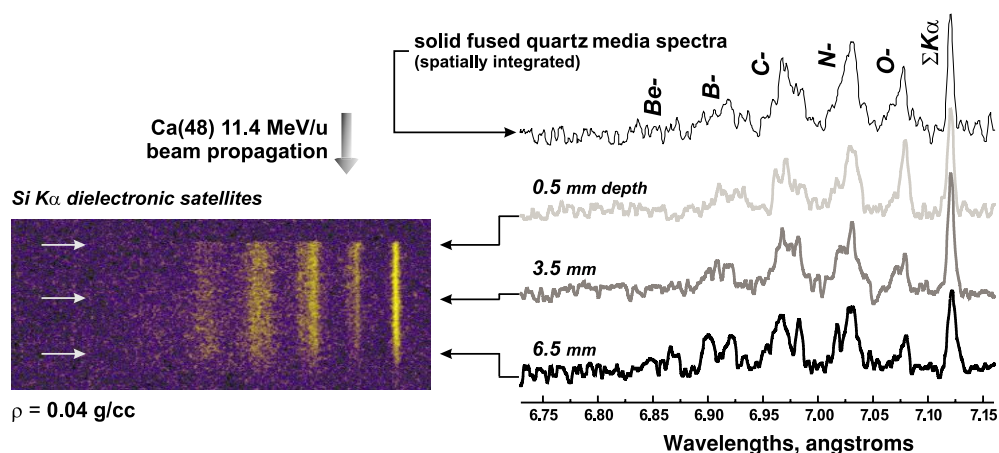 solid fused quartz media spectra
(spatially integrated)
Be-
B-
C-
N-
O-
ΣKα
Ca(48) 11.4 MeV/u
beam propagation
Si Kα dielectronic satellites
0.5 mm depth
3.5 mm
6.5 mm
ρ = 0.04 g/cc
6.75 6.80 6.85 6.90 6.95 7.00 7.05 7.10 7.15
Wavelengths, angstroms